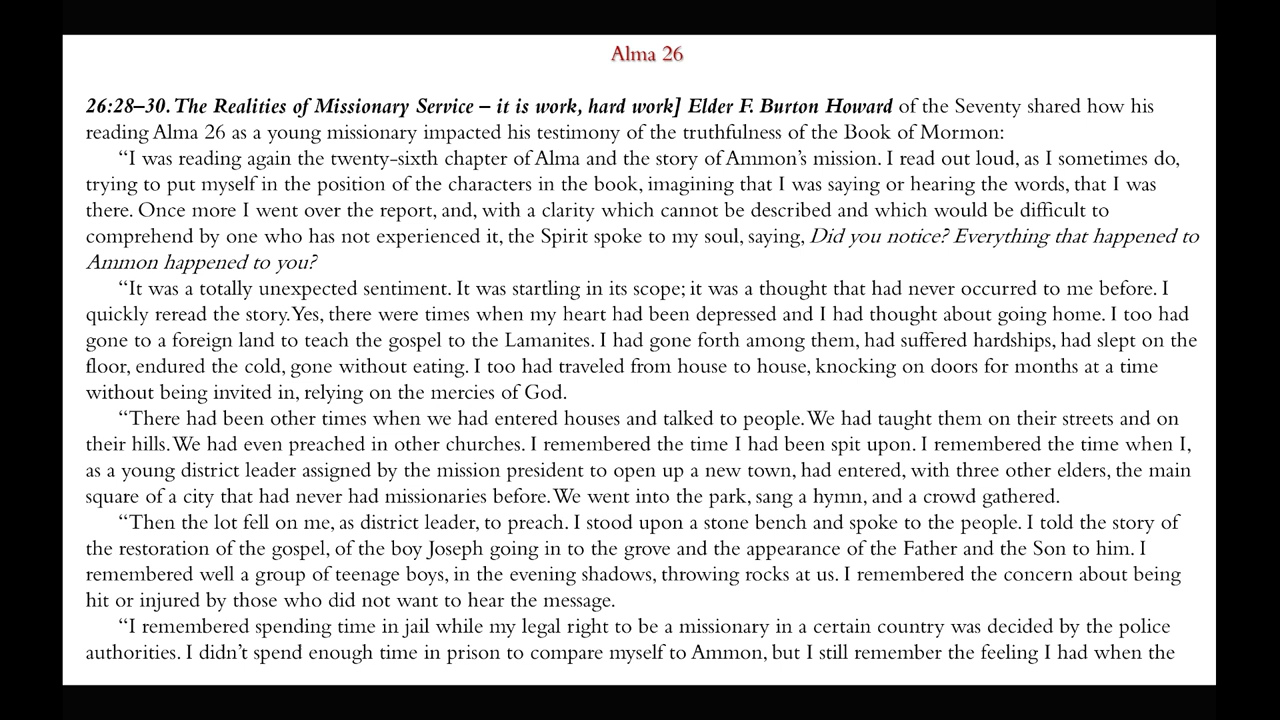 Alma 26
26:28–30. The Realities of Missionary Service – it is work, hard work] Elder F. Burton Howard of the Seventy shared how his
reading Alma 26 as a young missionary impacted his testimony of the truthfulness of the Book of Mormon:
“I was reading again the twenty-sixth chapter of Alma and the story of Ammon’s mission. I read out loud, as I sometimes do,
trying to put myself in the position of the characters in the book, imagining that I was saying or hearing the words, that I was
there. Once more I went over the report, and, with a clarity which cannot be described and which would be difficult to
comprehend by one who has not experienced it, the Spirit spoke to my soul, saying, Did you notice? Everything that happened to
Ammon happened to you?
“It was a totally unexpected sentiment. It was startling in its scope; it was a thought that had never occurred to me before. I
quickly reread the story. Yes, there were times when my heart had been depressed and I had thought about going home. I too had
gone to a foreign land to teach the gospel to the Lamanites. I had gone forth among them, had suffered hardships, had slept on the
floor, endured the cold, gone without eating. I too had traveled from house to house, knocking on doors for months at a time
without being invited in, relying on the mercies of God.
“There had been other times when we had entered houses and talked to people. We had taught them on their streets and on
their hills. We had even preached in other churches. I remembered the time I had been spit upon. I remembered the time when I,
as a young district leader assigned by the mission president to open up a new town, had entered, with three other elders, the main
square of a city that had never had missionaries before. We went into the park, sang a hymn, and a crowd gathered.
“Then the lot fell on me, as district leader, to preach. I stood upon a stone bench and spoke to the people. I told the story of
the restoration of the gospel, of the boy Joseph going in to the grove and the appearance of the Father and the Son to him. I
remembered well a group of teenage boys, in the evening shadows, throwing rocks at us. I remembered the concern about being
hit or injured by those who did not want to hear the message.
“I remembered spending time in jail while my legal right to be a missionary in a certain country was decided by the police
authorities. I didn’t spend enough time in prison to compare myself to Ammon, but I still remember the feeling I had when the